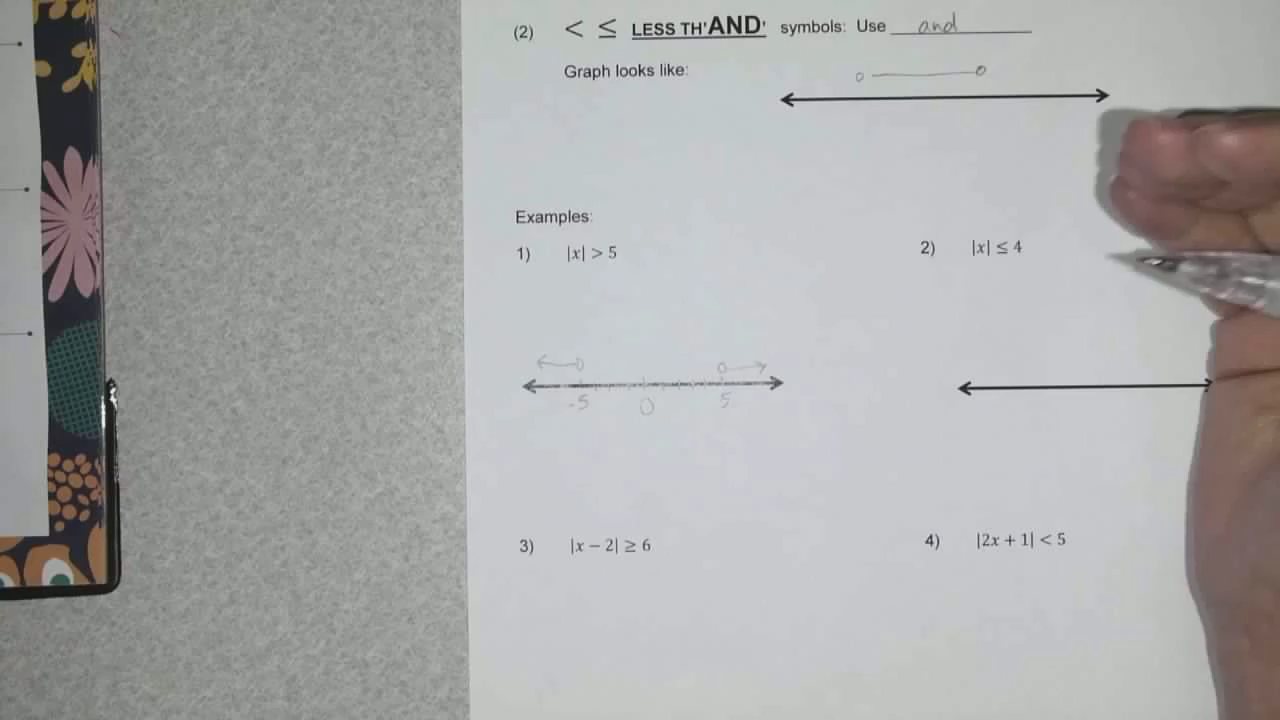 (2) < ≤ LESS TH'AND' symbols: Use and
Graph looks like:
Examples:
1) |x| > 5
2) |x| ≤ 4
-5 0 5
3) |x − 2| ≥ 6
4) |2x + 1| < 5